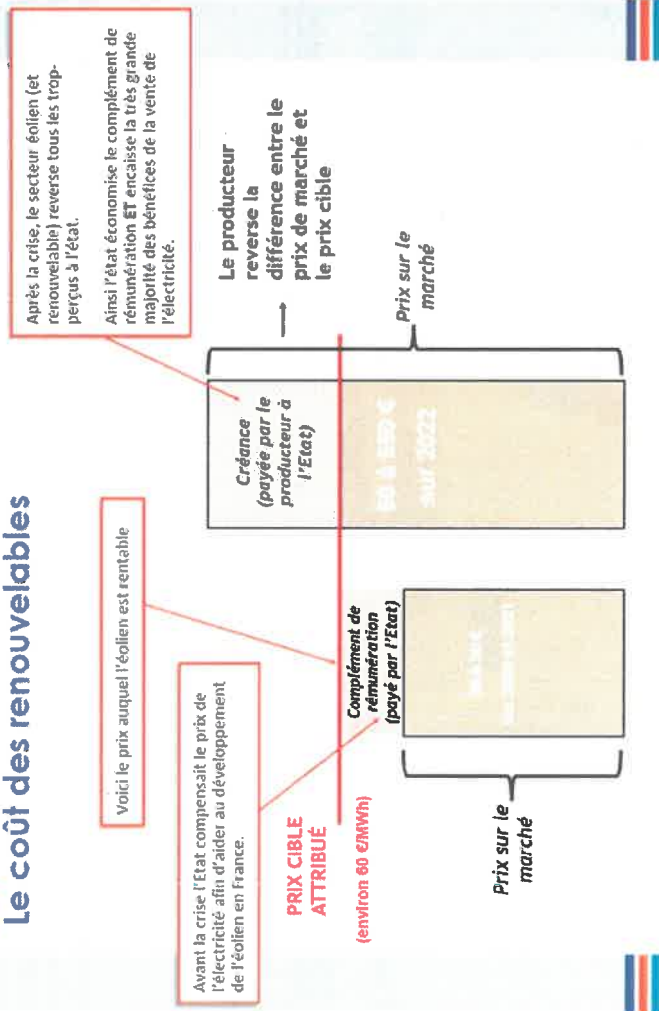 Le coût des renouvelables
Voici le prix auquel l'éolien est rentable
Après la crise, le secteur éolien (et
renouvelable) reverse tous les trop-
perçus à l'état.
Ainsi l'état économise le complément de
rémunération ET encaisse la très grande
majorité des bénéfices de la vente de
l'électricité.
Avant la crise l'Etat compensait le prix de
l'électricité afin d'aider au développement
de l'éolien en France.
PRIX CIBLE
ATTRIBUÉ
(environ 60 €/MWh)
Complément de
rémunération
(payé par l'Etat)
Prix sur le
marché
Créance
(payée par le
producteur à
l'Etat)
sur 2022
Le producteur
reverse la
différence entre le
prix de marché et
le prix cible
Prix sur le
marché